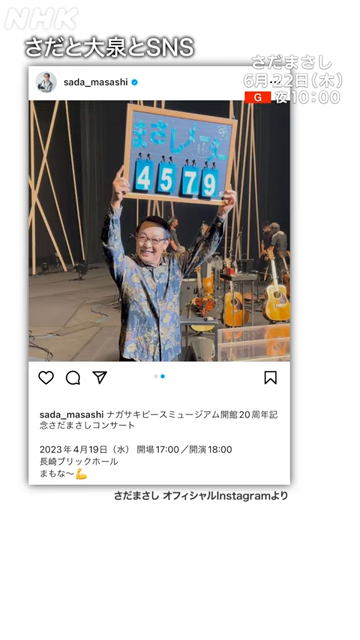 NHK
さだと大泉とSNS
さだまさし
6月22日(木)
G 夜10:00
sada_masashi
まさしメーター
4579
sada_masashi ナガサキピースミュージアム開館20周年記
念さだまさしコンサート
2023年4月19日（水） 開場17:00／開演18:00
長崎ブリックホール
まもな〜💪
さだまさし オフィシャルInstagramより